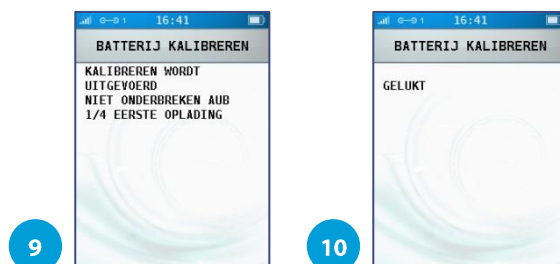 16:41
BATTERIJ KALIBREREN
KALIBREREN WORDT
UITGEVOERD
NIET ONDERBREKEN AUB
1/4 EERSTE OPLADING
9
16:41
BATTERIJ KALIBREREN
GELUKT
10